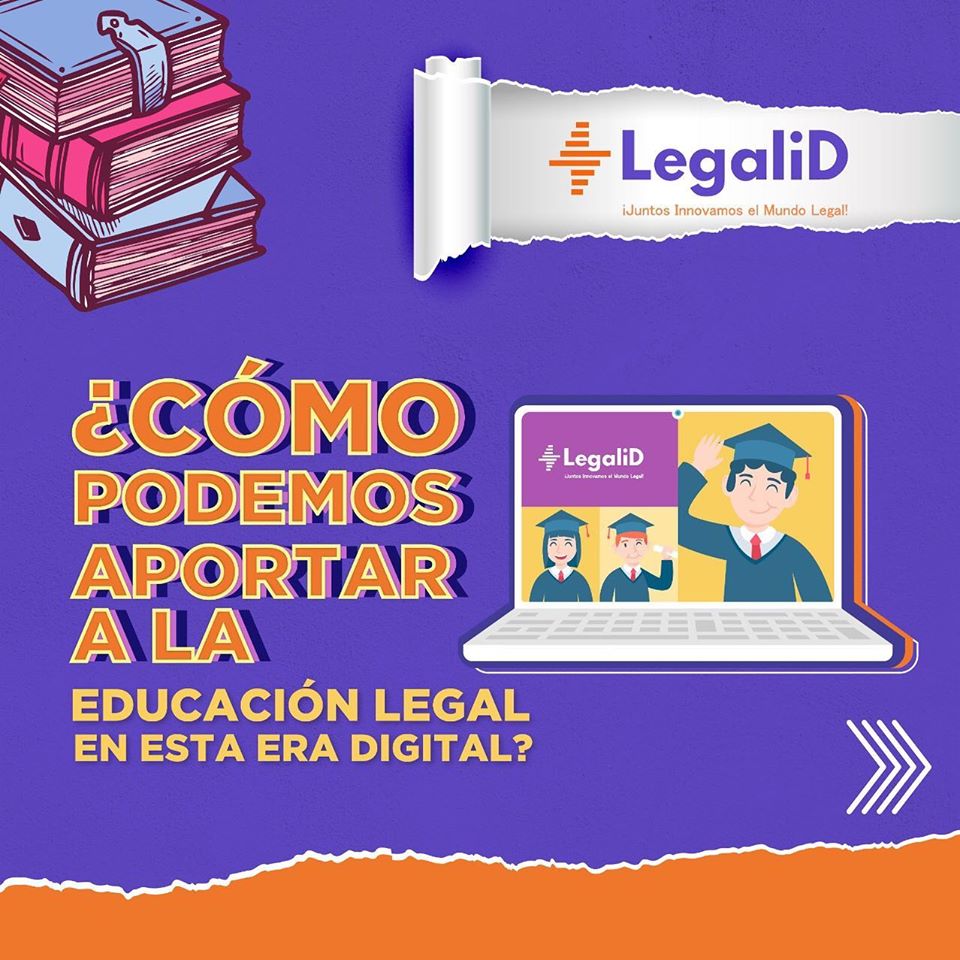 LegaliD
¡Juntos Innovamos el Mundo Legal!
¿CÓMO
PODEMOS
APORTAR
A LA
EDUCACIÓN LEGAL
EN ESTA ERA DIGITAL?
LegaliD
¡Juntos Innovamos el Mundo Legal!